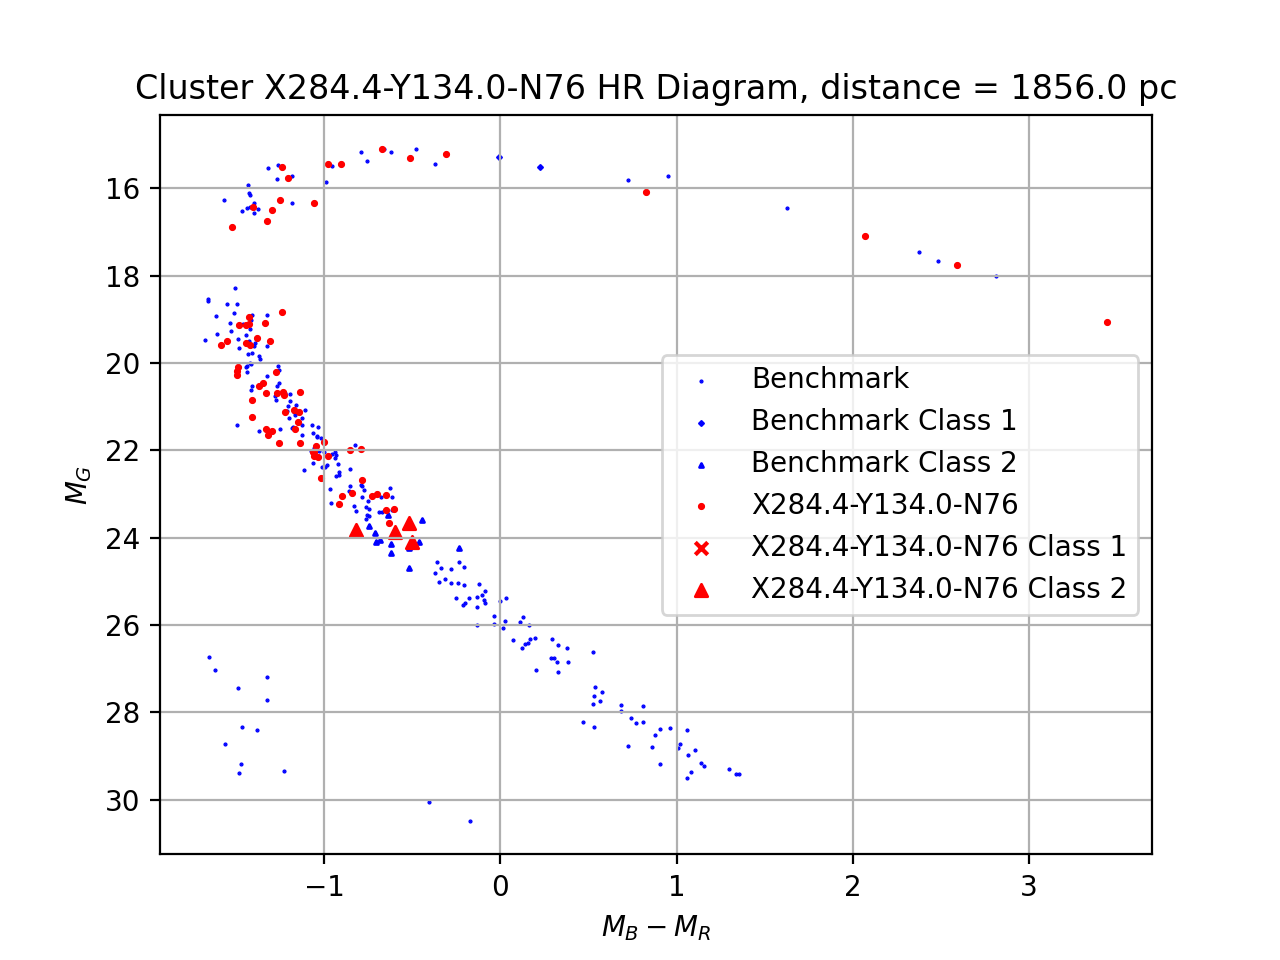 Cluster X284.4-Y134.0-N76 HR Diagram, distance = 1856.0 pc
16
18
20
22
24
26
28
30
M_G
Benchmark
Benchmark Class 1
Benchmark Class 2
X284.4-Y134.0-N76
X284.4-Y134.0-N76 Class 1
X284.4-Y134.0-N76 Class 2
−1 0 1 2 3
M_B − M_R